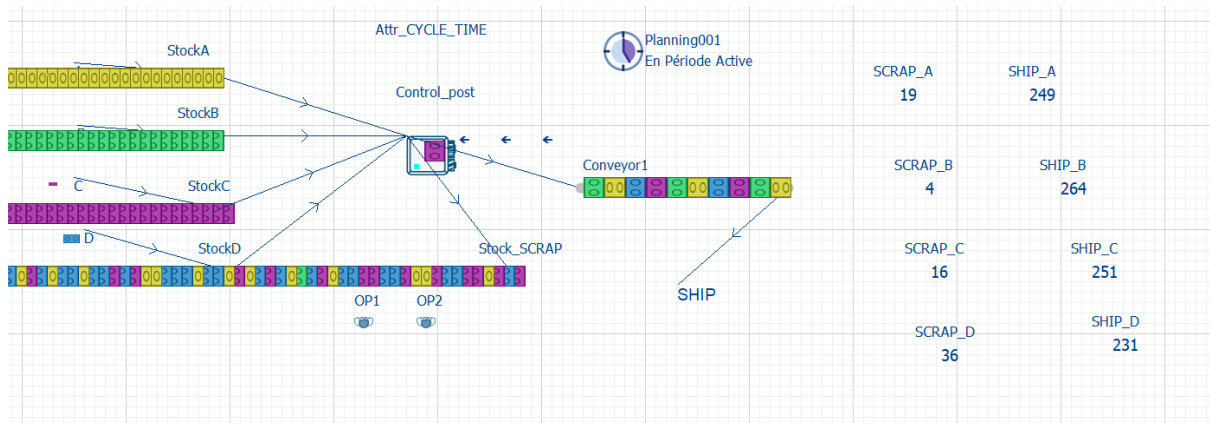 Attr_CYCLE_TIME
Planning001
En Période Active
StockA
SCRAP_A
SHIP_A
19
249
Control_post
StockB
Conveyor1
SCRAP_B
SHIP_B
4
264
C
StockC
D
StockD
Stock_SCRAP
SCRAP_C
SHIP_C
16
251
SHIP
OP1
OP2
SCRAP_D
SHIP_D
36
231